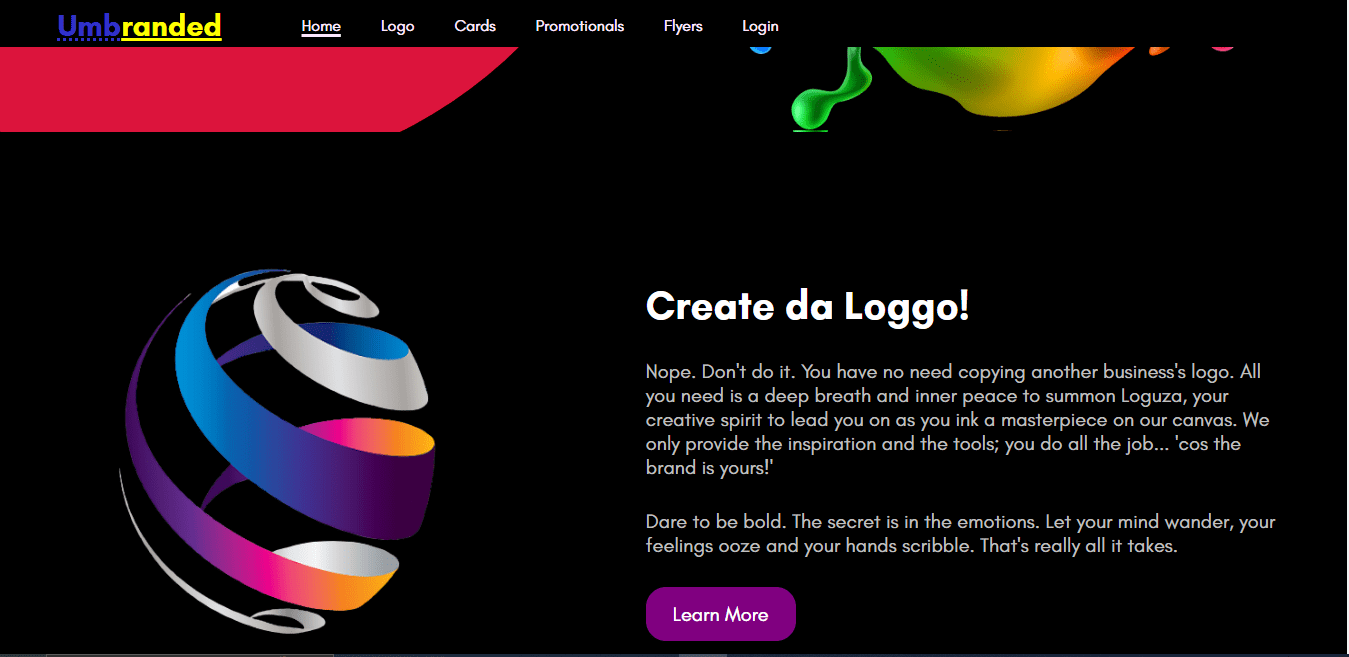 Umbranded Home Logo Cards Promotionals Flyers Login
Create da Loggo!
Nope. Don't do it. You have no need copying another business's logo. All
you need is a deep breath and inner peace to summon Loguza, your
creative spirit to lead you on as you ink a masterpiece on our canvas. We
only provide the inspiration and the tools; you do all the job... 'cos the
brand is yours!'
Dare to be bold. The secret is in the emotions. Let your mind wander, your
feelings ooze and your hands scribble. That's really all it takes.
Learn More